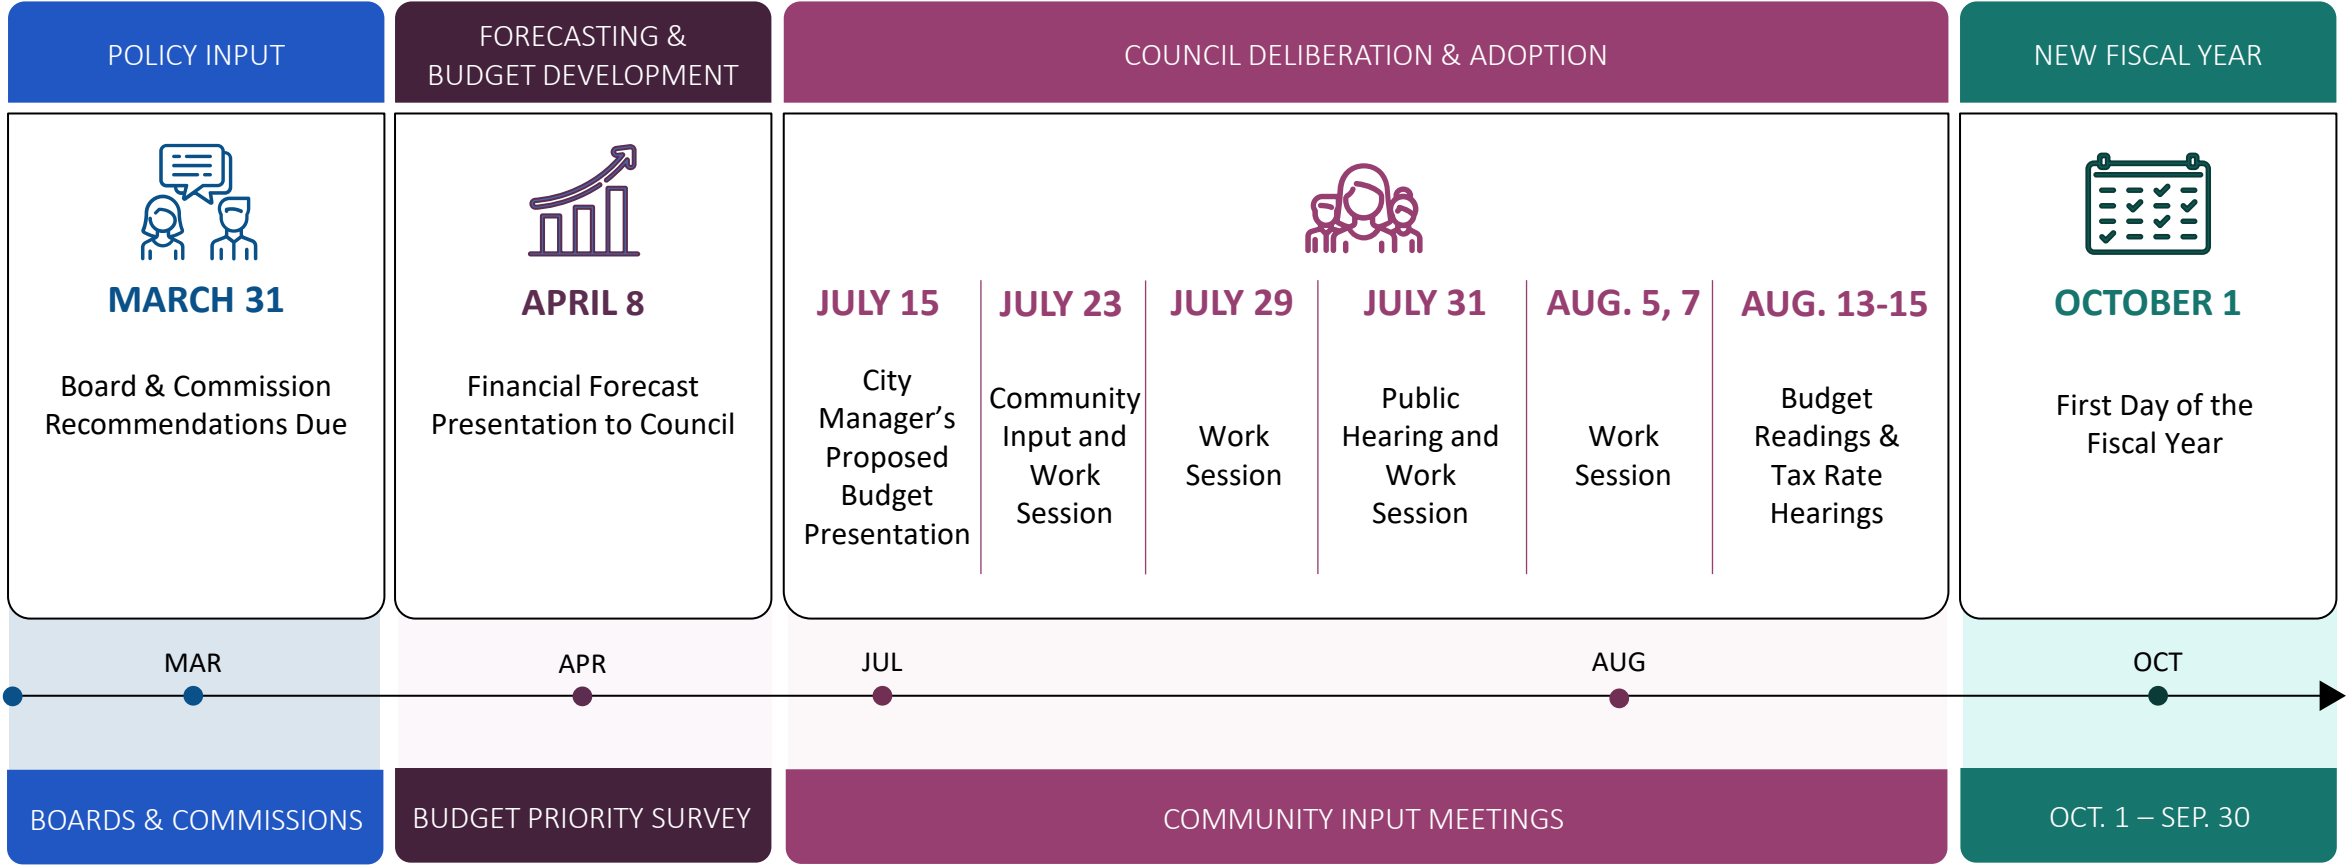 POLICY INPUT
FORECASTING &
BUDGET DEVELOPMENT
COUNCIL DELIBERATION & ADOPTION
NEW FISCAL YEAR
MARCH 31
Board & Commission
Recommendations Due
APRIL 8
Financial Forecast
Presentation to Council
JULY 15
City
Manager’s
Proposed
Budget
Presentation
JULY 23
Community
Input and
Work
Session
JULY 29
Work
Session
JULY 31
Public
Hearing and
Work
Session
AUG. 5, 7
Work
Session
AUG. 13-15
Budget
Readings &
Tax Rate
Hearings
OCTOBER 1
First Day of the
Fiscal Year
MAR
APR
JUL
AUG
OCT
BOARDS & COMMISSIONS
BUDGET PRIORITY SURVEY
COMMUNITY INPUT MEETINGS
OCT. 1 – SEP. 30